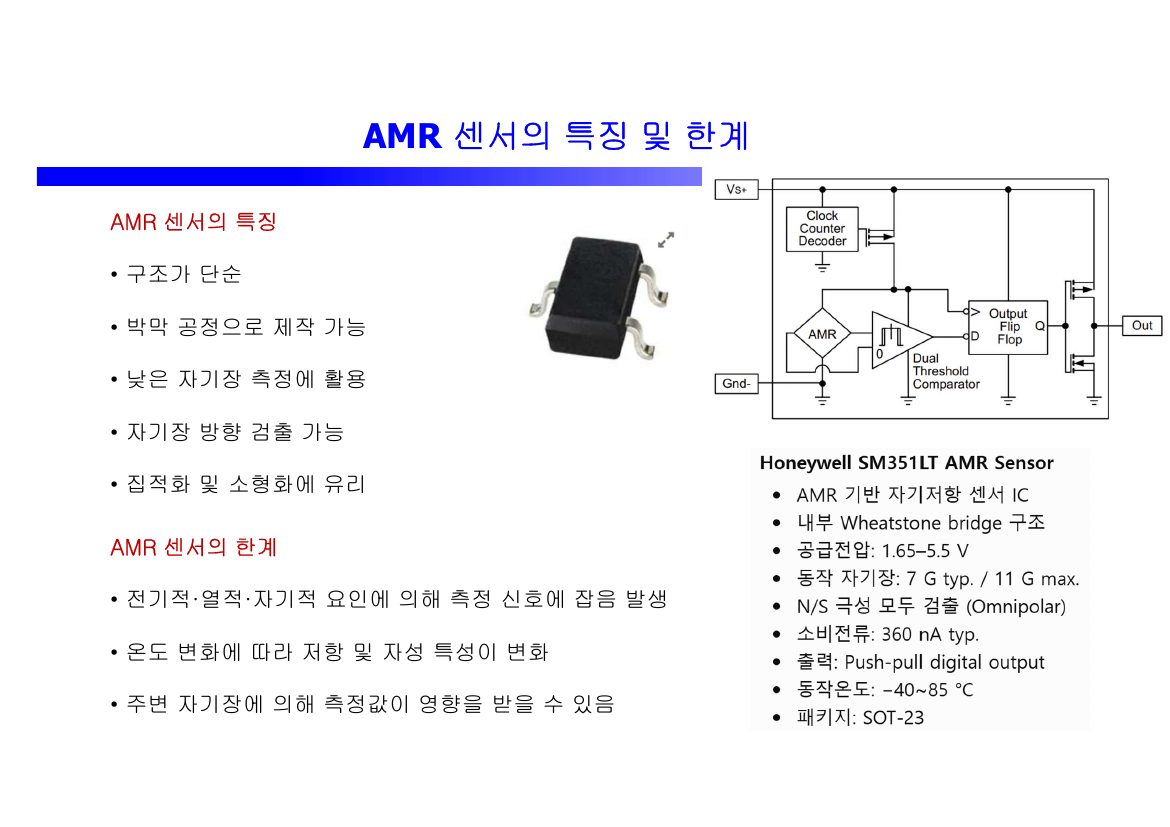 AMR 센서의 특징 및 한계
AMR 센서의 특징
• 구조가 단순
• 박막 공정으로 제작 가능
• 낮은 자기장 측정에 활용
• 자기장 방향 검출 가능
• 집적화 및 소형화에 유리
AMR 센서의 한계
• 전기적·열적·자기적 요인에 의해 측정 신호에 잡음 발생
• 온도 변화에 따라 저항 및 자성 특성이 변화
• 주변 자기장에 의해 측정값이 영향을 받을 수 있음
Vs+
Clock
Counter
Decoder
AMR
0
Dual
Threshold
Comparator
>
D
Output
Flip
Flop
Q
Out
Gnd-
Honeywell SM351LT AMR Sensor
• AMR 기반 자기저항 센서 IC
• 내부 Wheatstone bridge 구조
• 공급전압: 1.65–5.5 V
• 동작 자기장: 7 G typ. / 11 G max.
• N/S 극성 모두 검출 (Omnipolar)
• 소비전류: 360 nA typ.
• 출력: Push-pull digital output
• 동작온도: −40~85 °C
• 패키지: SOT-23